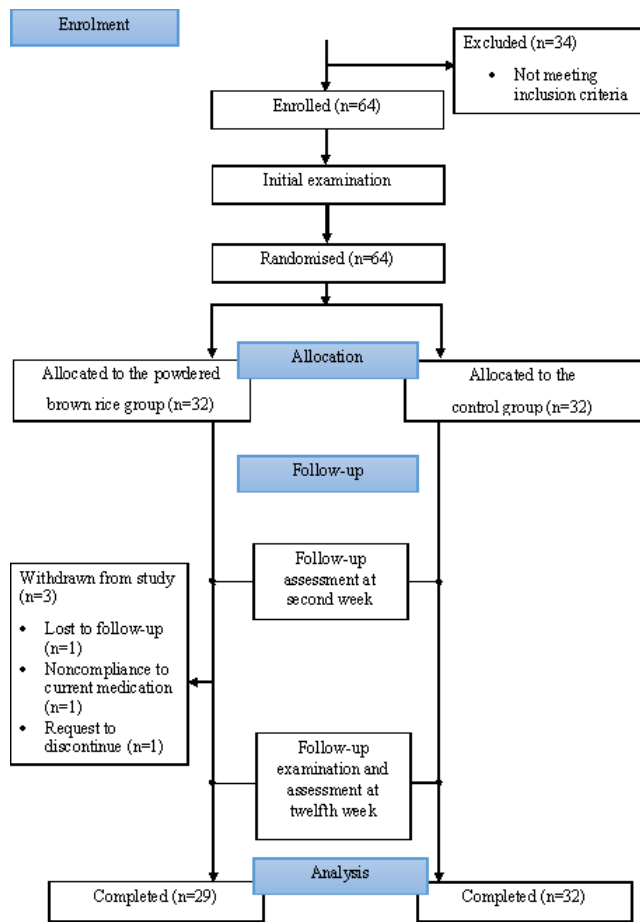 Enrolment
Excluded (n=34)
• Not meeting
inclusion criteria
Enrolled (n=64)
Initial examination
Randomised (n=64)
Allocation
Allocated to the powdered
brown rice group (n=32)
Allocated to the
control group (n=32)
Follow-up
Follow-up
assessment at
second week
Withdrawn from study
(n=3)
• Lost to follow-up
(n=1)
• Noncompliance to
current medication
(n=1)
• Request to
discontinue (n=1)
Follow-up
examination and
assessment at
twelfth week
Analysis
Completed (n=29)
Completed (n=32)